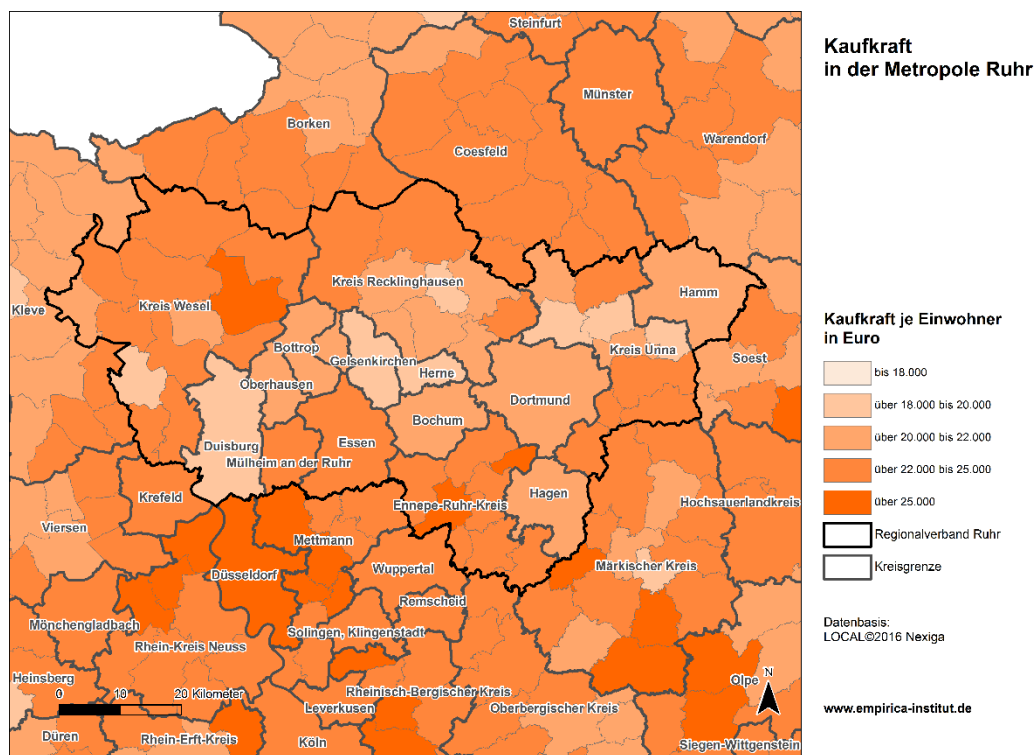 Kaufkraft
in der Metropole Ruhr
Steinfurt
Münster
Borken
Warendorf
Coesfeld
Kreis Recklinghausen
Hamm
Kleve
Kreis Wesel
Bottrop
Gelsenkirchen
Kreis Unna
Soest
Herne
Oberhausen
Dortmund
Bochum
Duisburg
Essen
Mülheim an der Ruhr
Hagen
Krefeld
Ennepe-Ruhr-Kreis
Hochsauerlandkreis
Viersen
Mettmann
Düsseldorf
Wuppertal
Märkischer Kreis
Remscheid
Mönchengladbach
Solingen, Klingenstadt
Rhein-Kreis Neuss
Heinsberg
Olpe
Rheinisch-Bergischer Kreis
Leverkusen
Oberbergischer Kreis
Düren
Rhein-Erft-Kreis
Köln
Siegen-Wittgenstein
0 10 20 Kilometer
N
Kaufkraft je Einwohner
in Euro
bis 18.000
über 18.000 bis 20.000
über 20.000 bis 22.000
über 22.000 bis 25.000
über 25.000
Regionalverband Ruhr
Kreisgrenze
Datenbasis:
LOCAL©2016 Nexiga
www.empirica-institut.de